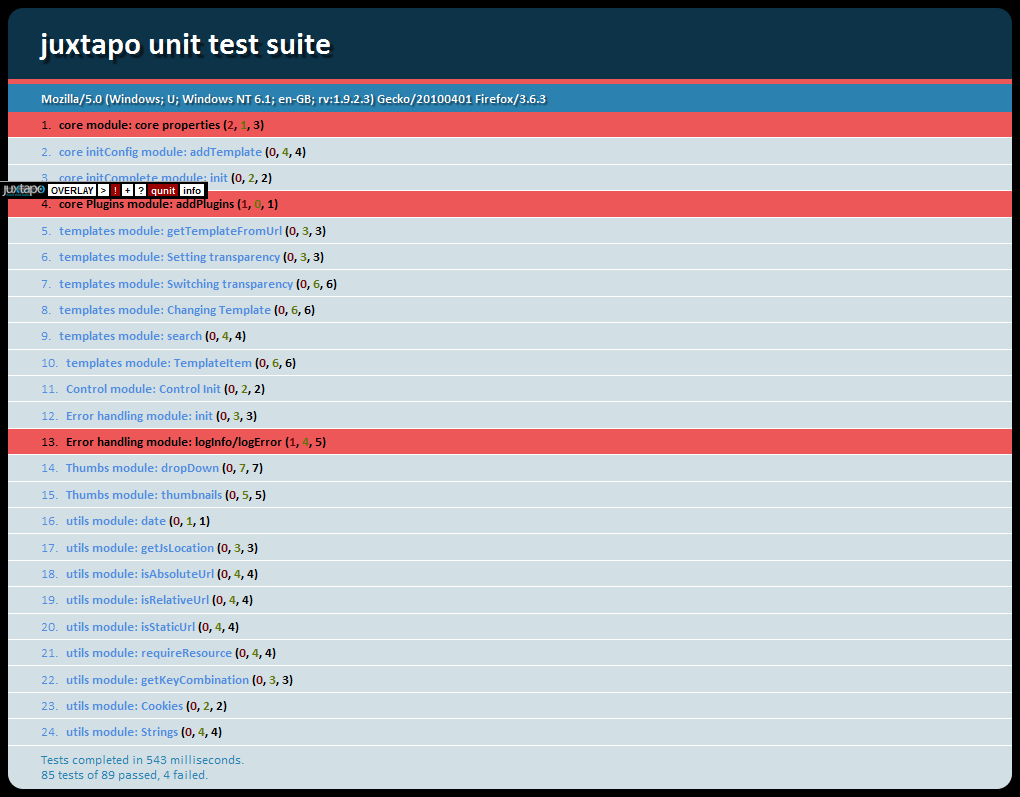 juxtapo unit test suite
Mozilla/5.0 (Windows; U; Windows NT 6.1; en-GB; rv:1.9.2.3) Gecko/20100401 Firefox/3.6.3
1. core module: core properties (2, 1, 3)
2. core initConfig module: addTemplate (0, 4, 4)
3. core initComplete module: init (0, 2, 2)
juxtapo OVERLAY > ! + ? qunit info
4. core Plugins module: addPlugins (1, 0, 1)
5. templates module: getTemplateFromUrl (0, 3, 3)
6. templates module: Setting transparency (0, 3, 3)
7. templates module: Switching transparency (0, 6, 6)
8. templates module: Changing Template (0, 6, 6)
9. templates module: search (0, 4, 4)
10. templates module: TemplateItem (0, 6, 6)
11. Control module: Control Init (0, 2, 2)
12. Error handling module: init (0, 3, 3)
13. Error handling module: logInfo/logError (1, 4, 5)
14. Thumbs module: dropDown (0, 7, 7)
15. Thumbs module: thumbnails (0, 5, 5)
16. utils module: date (0, 1, 1)
17. utils module: getJsLocation (0, 3, 3)
18. utils module: isAbsoluteUrl (0, 4, 4)
19. utils module: isRelativeUrl (0, 4, 4)
20. utils module: isStaticUrl (0, 4, 4)
21. utils module: requireResource (0, 4, 4)
22. utils module: getKeyCombination (0, 3, 3)
23. utils module: Cookies (0, 2, 2)
24. utils module: Strings (0, 4, 4)
Tests completed in 543 milliseconds.
85 tests of 89 passed, 4 failed.